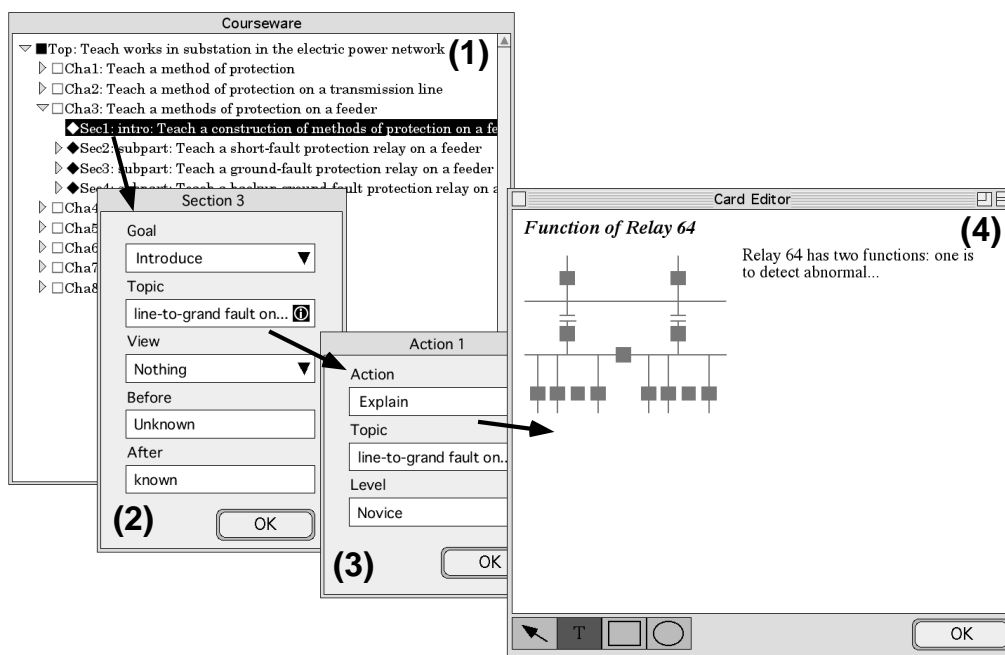 Courseware
(1)
Top: Teach works in substation in the electric power network
Cha1: Teach a method of protection
Cha2: Teach a method of protection on a transmission line
Cha3: Teach a methods of protection on a feeder
Sec1: intro: Teach a construction of methods of protection on a fe
Sec2: subpart: Teach a short-fault protection relay on a feeder
Sec3: subpart: Teach a ground-fault protection relay on a feeder
Sec4: subpart: Teach a backup ground-fault protection relay on a
Cha4
Cha5
Cha6
Cha7
Cha8
Section 3
Goal
Introduce
Topic
line-to-grand fault on...
View
Nothing
Before
Unknown
After
known
(2)
OK
Action 1
Action
Explain
Topic
line-to-grand fault on..
Level
Novice
(3)
OK
Card Editor
(4)
Function of Relay 64
Relay 64 has two functions: one is
to detect abnormal...
T
OK